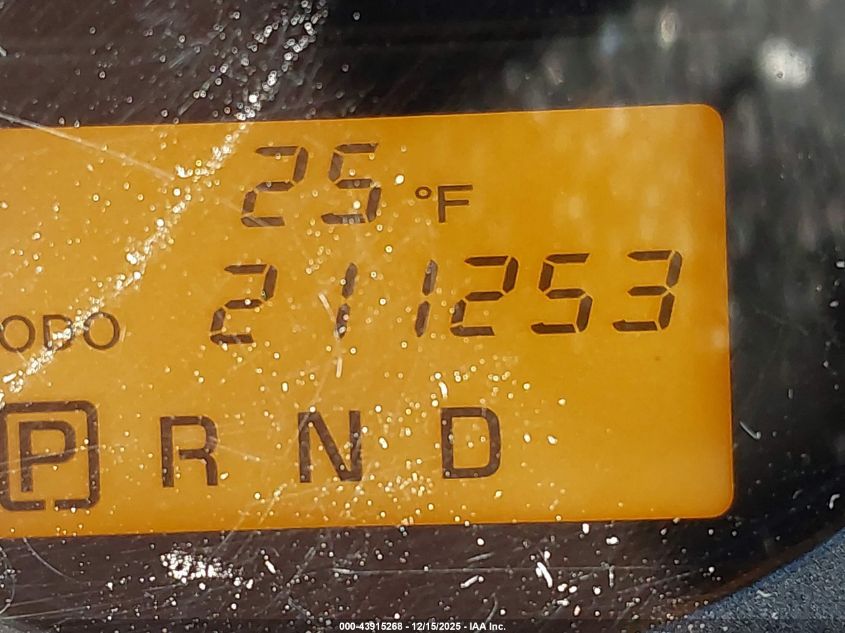 25 °F
ODO 211253
P R N D
000-43915268 - 12/15/2025 - IAA Inc.